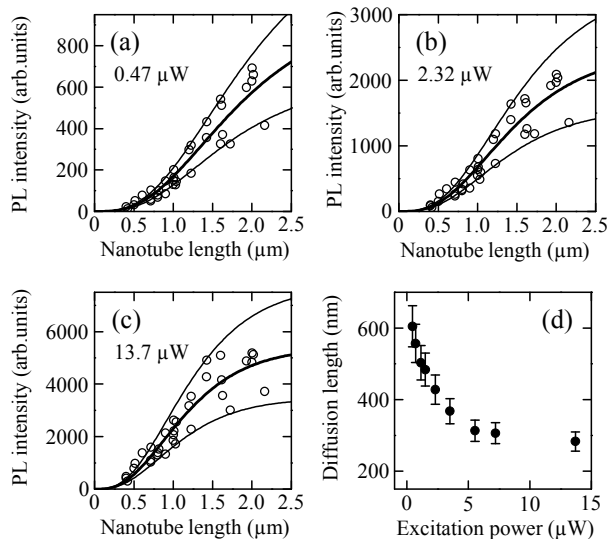 (a)
0.47 µW
PL intensity (arb.units)
800
600
400
200
0
0 0.5 1.0 1.5 2.0 2.5
Nanotube length (µm)
(b)
2.32 µW
PL intensity (arb.units)
3000
2000
1000
0
0 0.5 1.0 1.5 2.0 2.5
Nanotube length (µm)
(c)
13.7 µW
PL intensity (arb.units)
6000
4000
2000
0
0 0.5 1.0 1.5 2.0 2.5
Nanotube length (µm)
(d)
Diffusion length (nm)
600
400
200
0 5 10 15
Excitation power (µW)